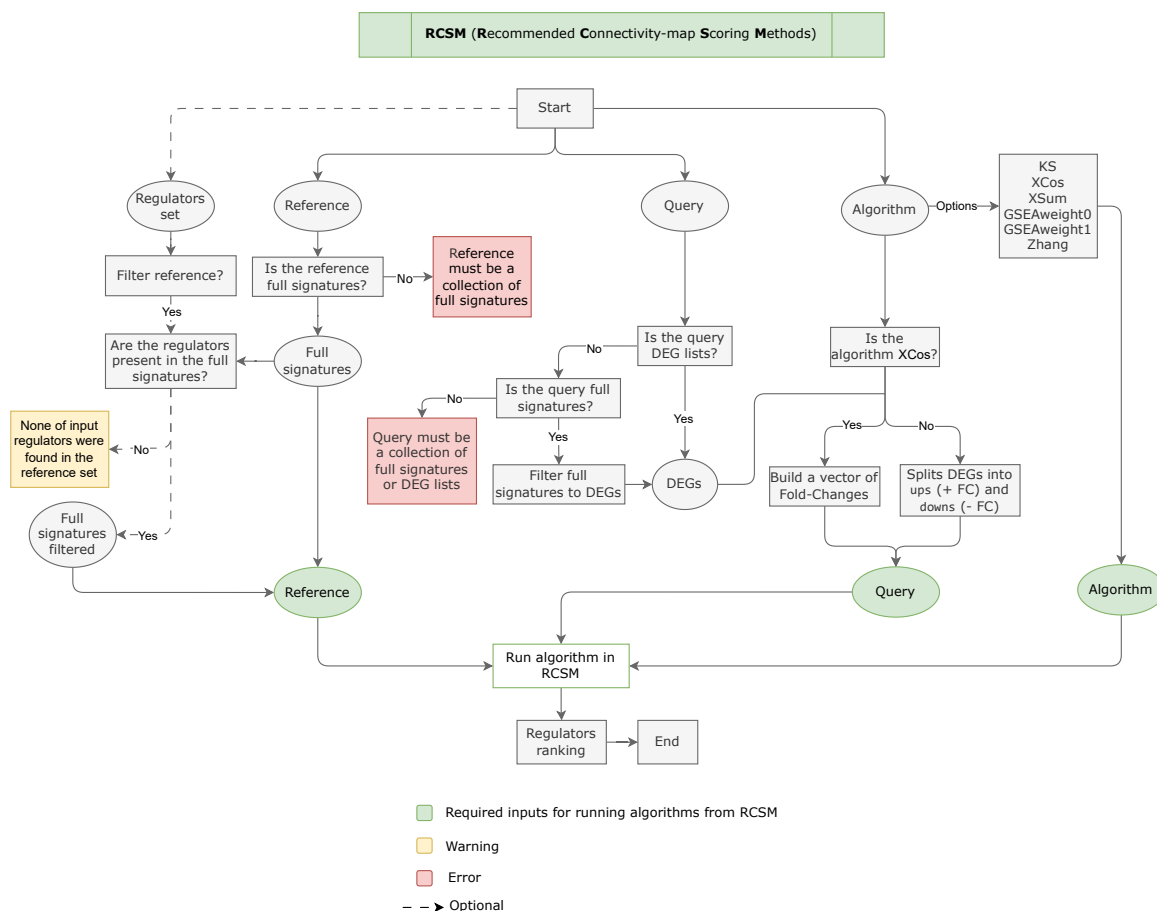 RCSM (Recommended Connectivity-map Scoring Methods)
Start
Regulators
set
Reference
Query
Algorithm
Options
KS
XCos
XSum
GSEAweight0
GSEAweight1
Zhang
Filter reference?
Is the reference
full signatures?
No
Reference
must be a
collection of
full signatures
Yes
Are the regulators
present in the full
signatures?
Full
signatures
Is the query
DEG lists?
Is the
algorithm XCos?
No
Is the query full
signatures?
No
Yes
Yes
Yes
No
None of input
regulators were
found in the
reference set
No
Query must be
a collection of
full signatures
or DEG lists
Filter full
signatures to DEGs
DEGs
Build a vector of
Fold-Changes
Splits DEGs into
ups (+ FC) and
downs (- FC)
Full
signatures
filtered
Yes
Reference
Query
Algorithm
Run algorithm in
RCSM
Regulators
ranking
End
Required inputs for running algorithms from RCSM
Warning
Error
Optional